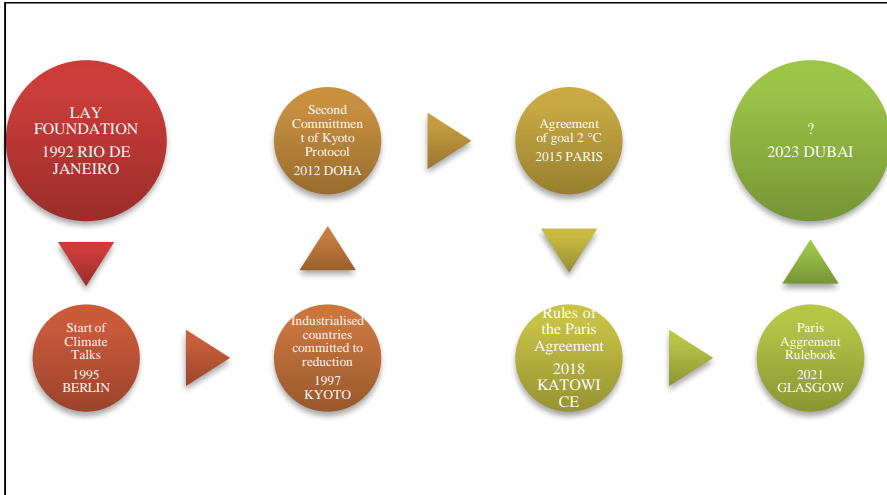 LAY
FOUNDATION
1992 RIO DE
JANEIRO
Start of
Climate
Talks
1995
BERLIN
Industrialised
countries
committed to
reduction
1997
KYOTO
Second
Committmen
t of Kyoto
Protocol
2012 DOHA
Agreement
of goal 2 °C
2015 PARIS
Rules of
the Paris
Agreement
2018
KATOWI
CE
Paris
Aggrement
Rulebook
2021
GLASGOW
?
2023 DUBAI